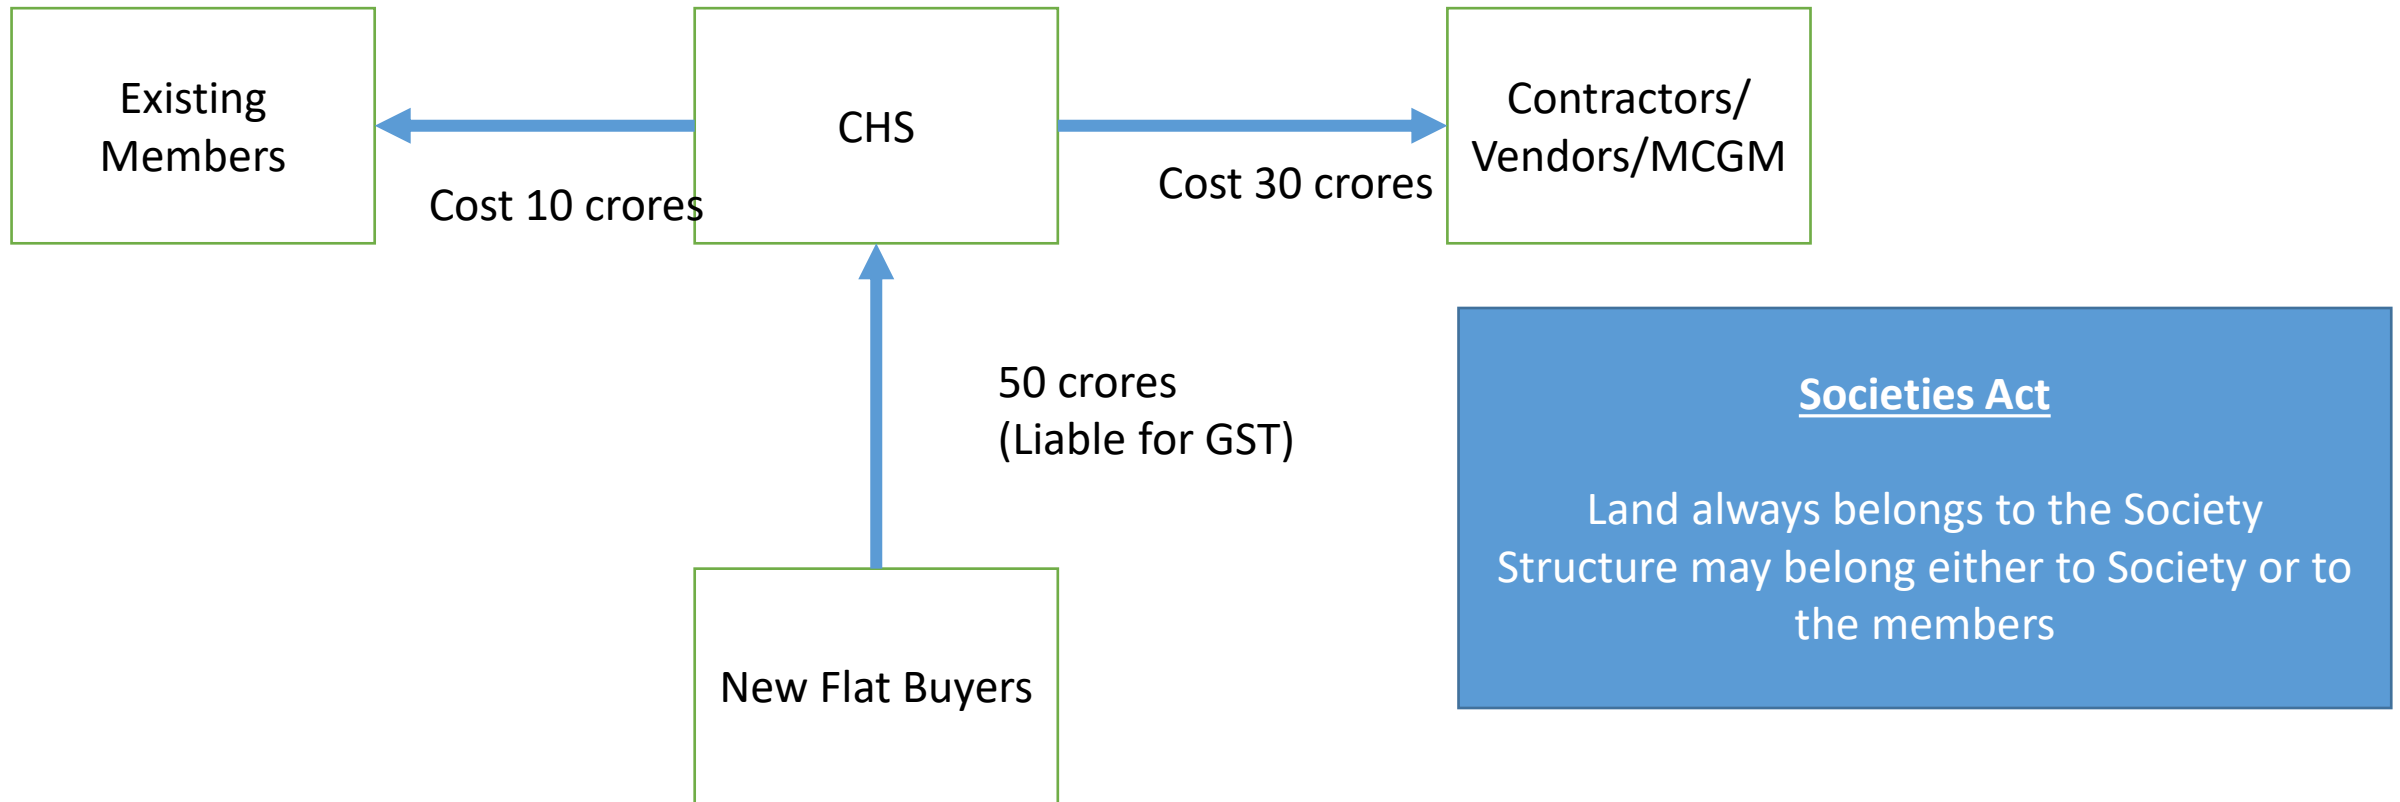 Existing
Members
CHS
Contractors/
Vendors/MCGM
Cost 10 crores
Cost 30 crores
50 crores
(Liable for GST)
New Flat Buyers
Societies Act
Land always belongs to the Society
Structure may belong either to Society or to
the members